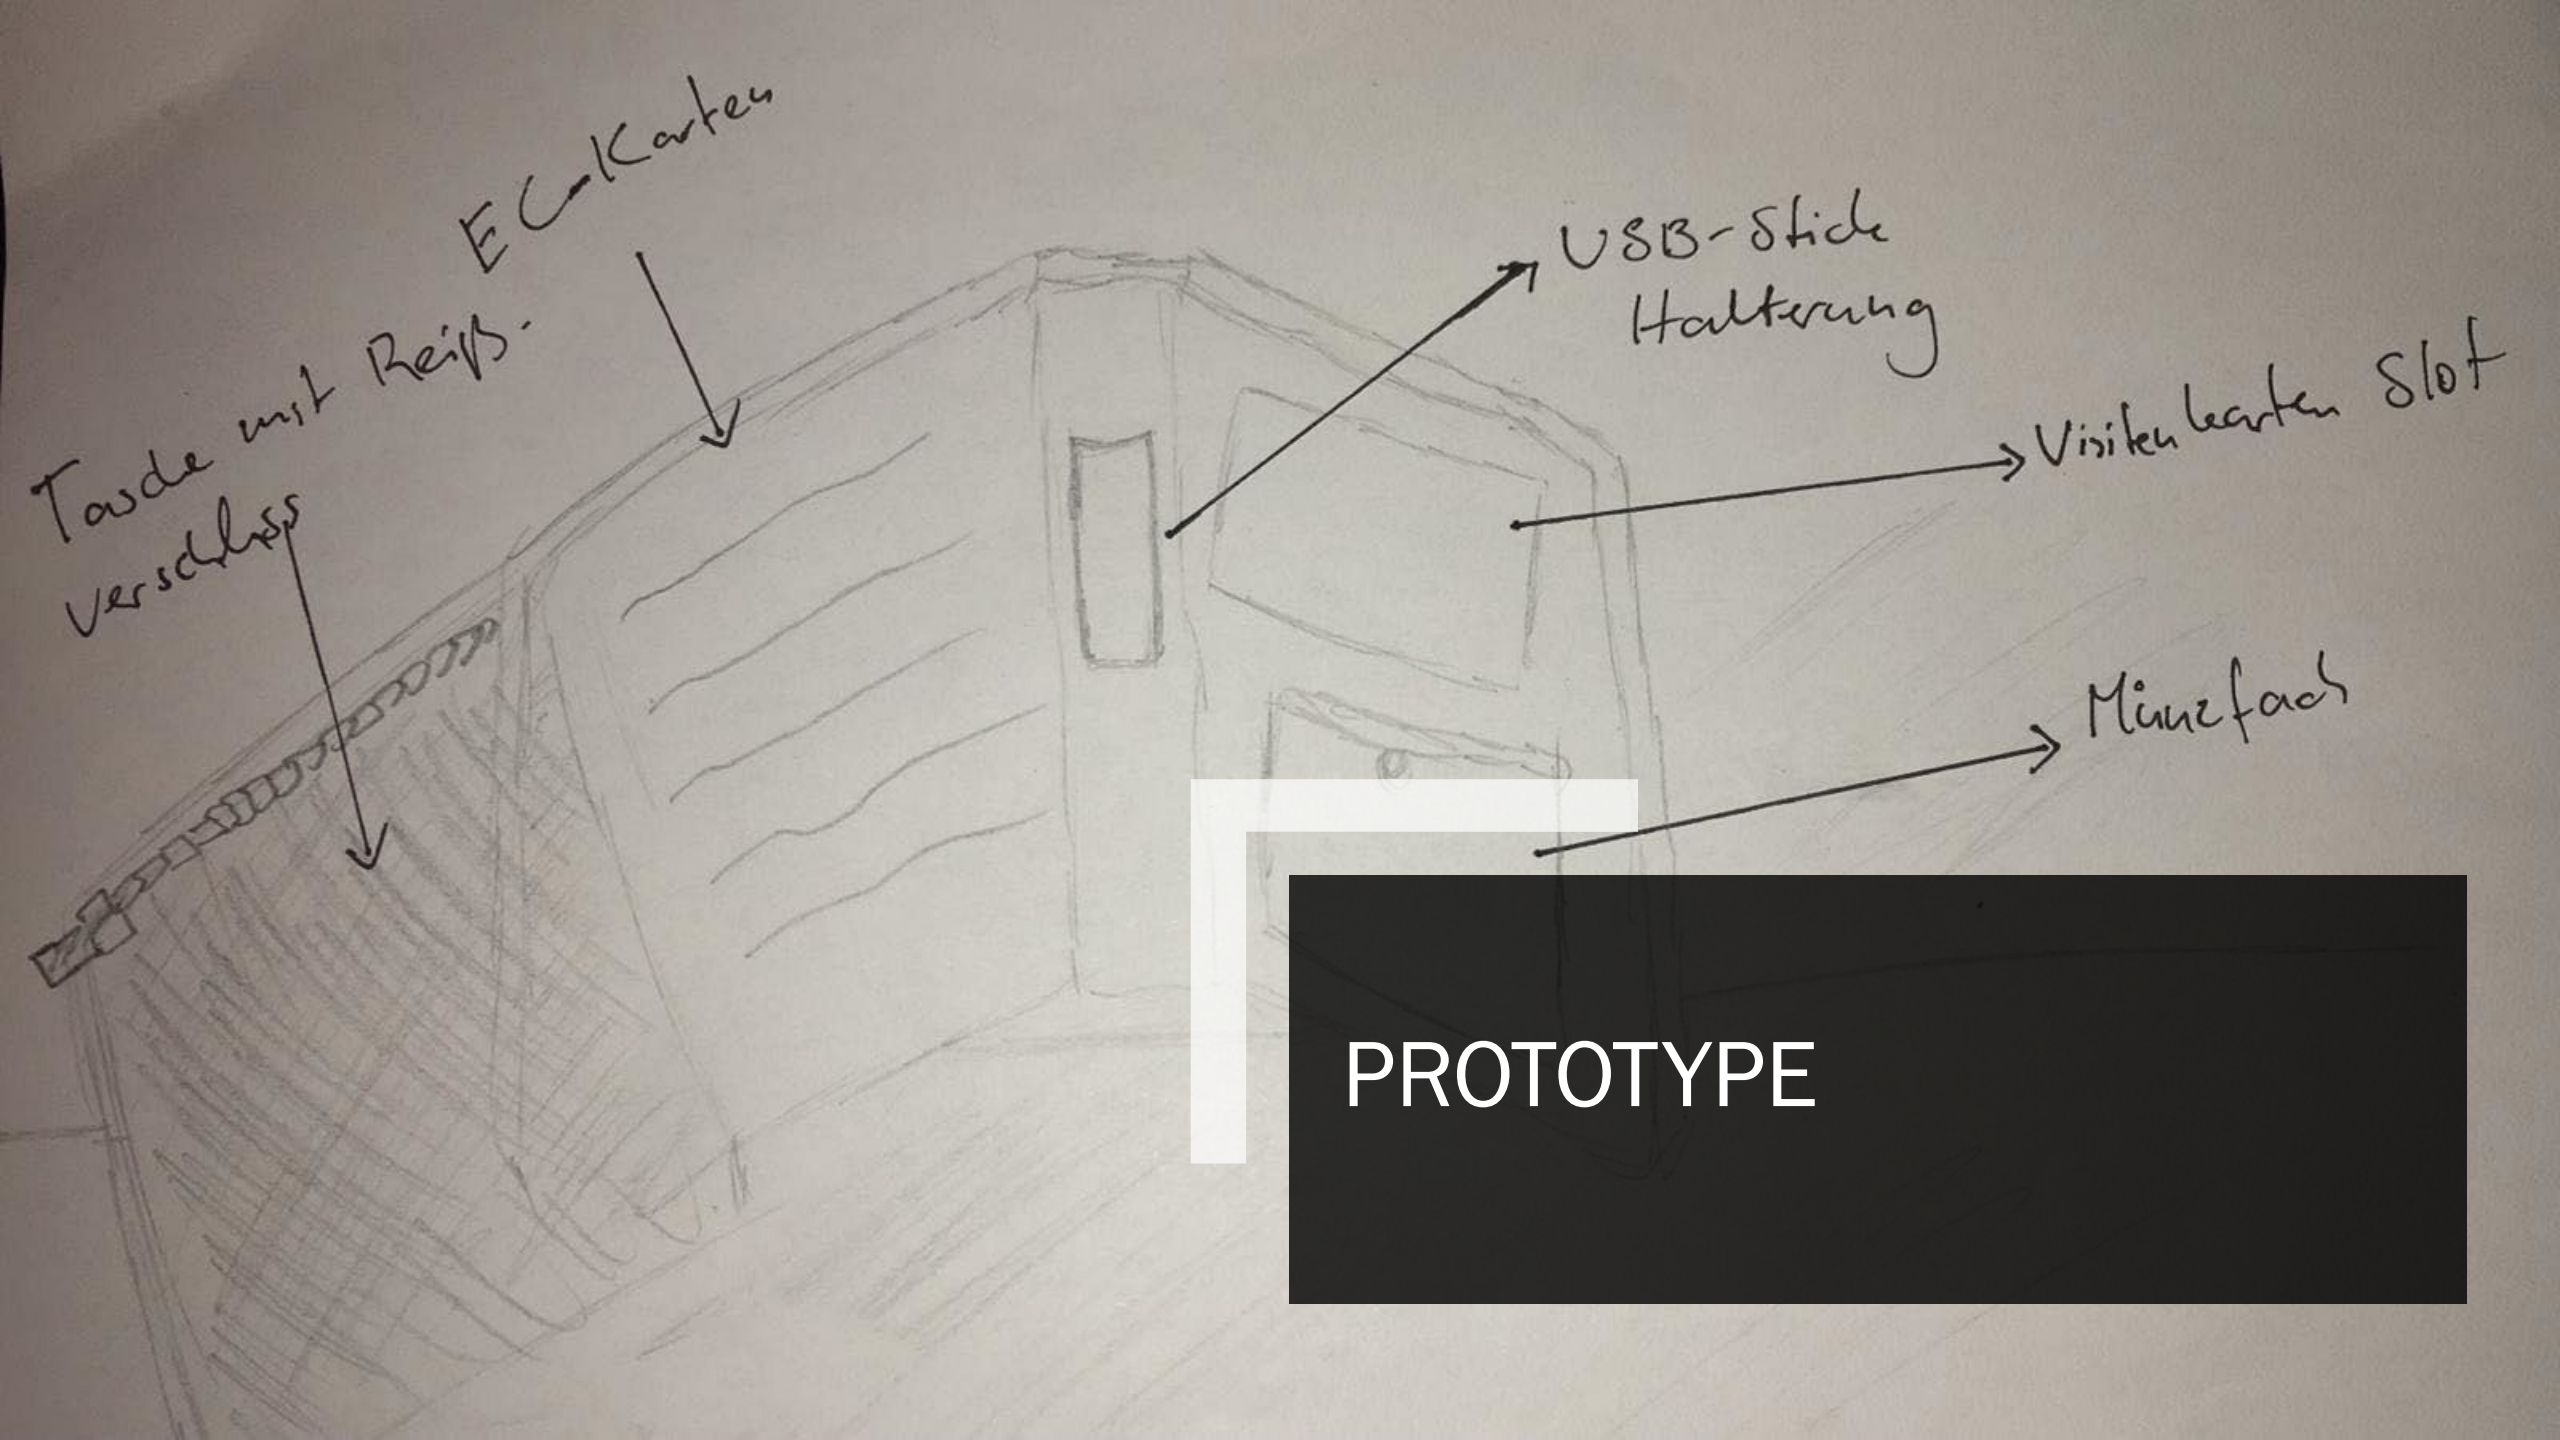 EC-Karten
Tasche mit Reiß-
verschluss
USB-Stick
Halterung
Visitenkarten Slot
Münzfach
PROTOTYPE